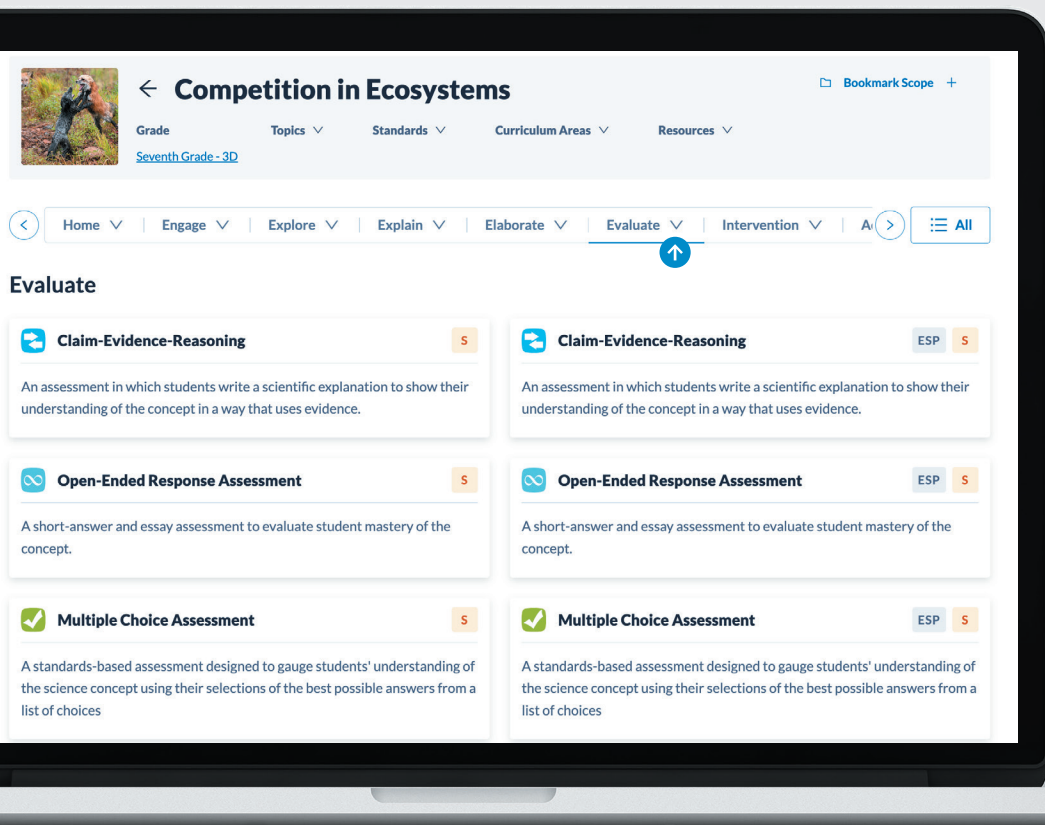 Competition in Ecosystems
Bookmark Scope +
Grade
Topics
Standards
Curriculum Areas
Resources
Seventh Grade - 3D
Home
Engage
Explore
Explain
Elaborate
Evaluate
Intervention
All
Evaluate
Claim-Evidence-Reasoning
S
An assessment in which students write a scientific explanation to show their
understanding of the concept in a way that uses evidence.
Claim-Evidence-Reasoning
ESP S
An assessment in which students write a scientific explanation to show their
understanding of the concept in a way that uses evidence.
Open-Ended Response Assessment
S
A short-answer and essay assessment to evaluate student mastery of the
concept.
Open-Ended Response Assessment
ESP S
A short-answer and essay assessment to evaluate student mastery of the
concept.
Multiple Choice Assessment
S
A standards-based assessment designed to gauge students' understanding of
the science concept using their selections of the best possible answers from a
list of choices
Multiple Choice Assessment
ESP S
A standards-based assessment designed to gauge students' understanding of
the science concept using their selections of the best possible answers from a
list of choices